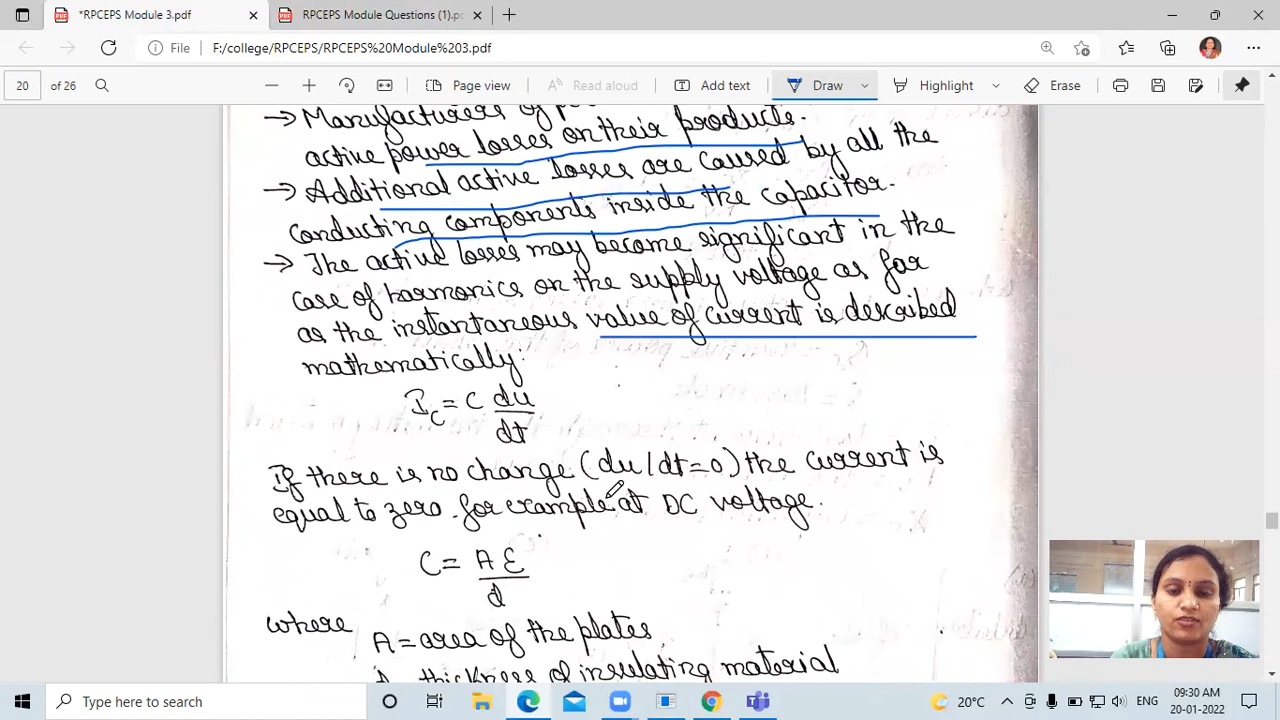 *RPCEPS Module 3.pdf
RPCEPS Module Questions (1).pc
File
F:/college/RPCEPS/RPCEPS%20Module%203.pdf
20 of 26
Page view
Read aloud
Add text
Draw
Highlight
Erase
→ Manufacturers of
active power losses on their products.
→ Additional active losses are caused by all the
conducting components inside the capacitor.
→ The active losses may become significant in the
case of harmonics on the supply voltage as far
as the instantaneous value of current is described
mathematically:
I_C = C du/dt
If there is no change (du/dt=0) the current is
equal to zero. for example at DC voltage.
C = Aε/d
where
A = area of the plates
thickness of insulating material
Type here to search
20°C
ENG
09:30 AM
20-01-2022